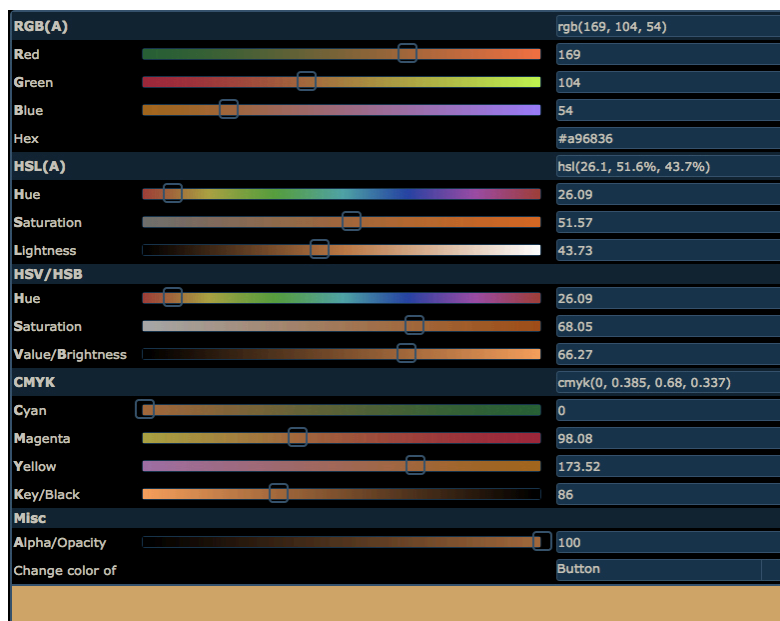 RGB(A) rgb(169, 104, 54)
Red 169
Green 104
Blue 54
Hex #a96836
HSL(A) hsl(26.1, 51.6%, 43.7%)
Hue 26.09
Saturation 51.57
Lightness 43.73
HSV/HSB
Hue 26.09
Saturation 68.05
Value/Brightness 66.27
CMYK cmyk(0, 0.385, 0.68, 0.337)
Cyan 0
Magenta 98.08
Yellow 173.52
Key/Black 86
Misc
Alpha/Opacity 100
Change color of Button